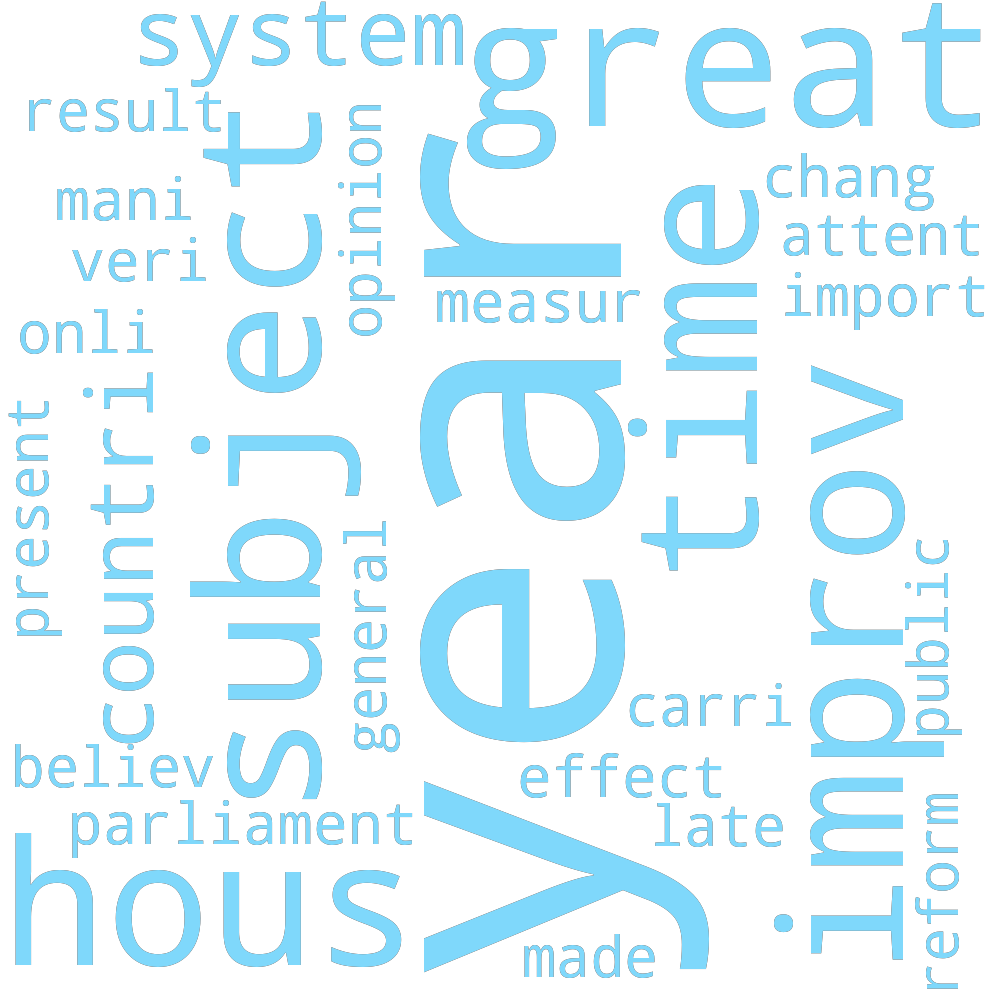 system
great
result
subject
opinion
mani
veri
chang
attent
import
time
year
measur
onli
countri
present
improv
general
public
carri
believ
effect
parliament
late
hous
reform
made